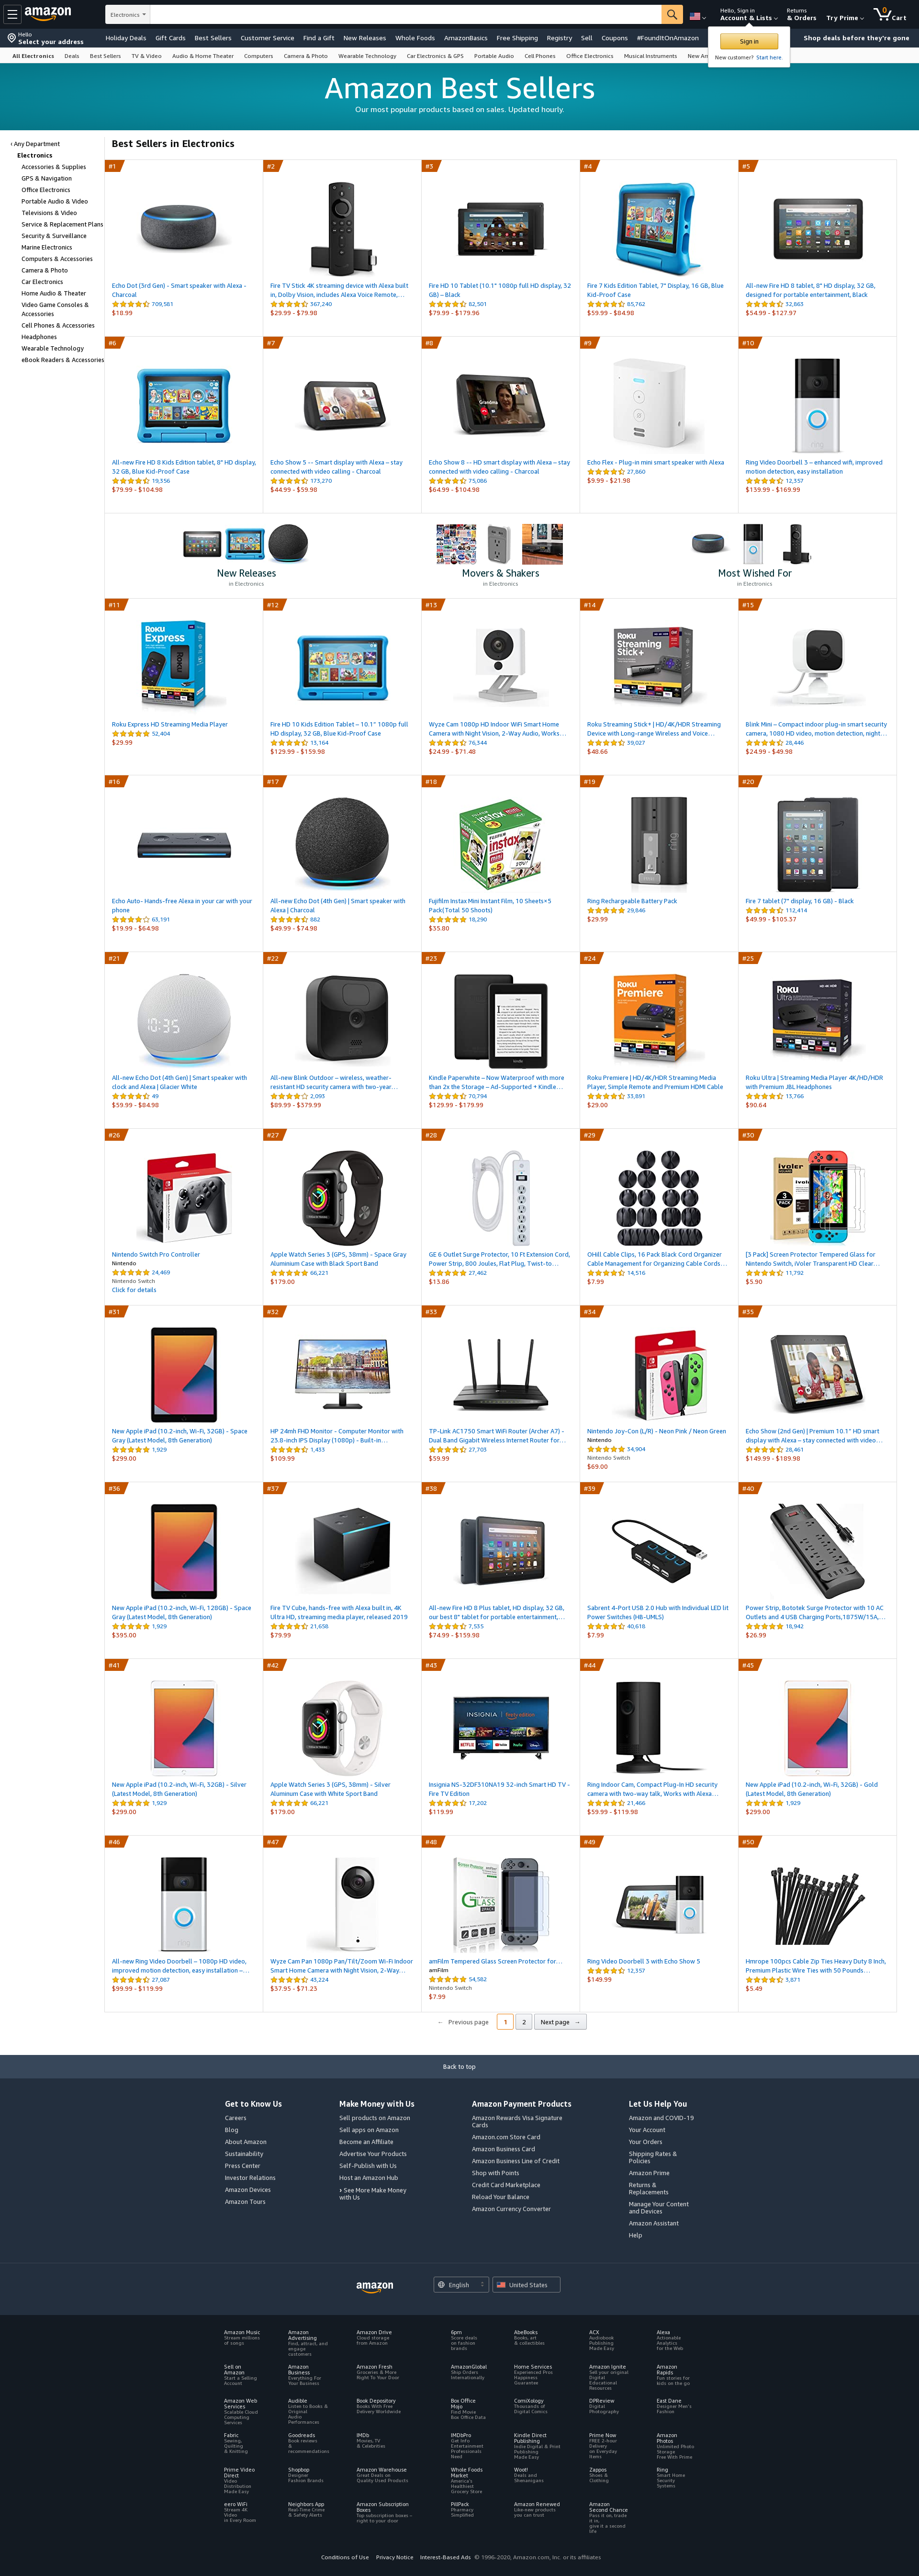 amazon
Electronics
Hello, Sign in
Account & Lists
Returns
& Orders
Try Prime
0
Cart
Hello
Select your address
Holiday Deals
Gift Cards
Best Sellers
Customer Service
Find a Gift
New Releases
Whole Foods
AmazonBasics
Free Shipping
Registry
Sell
Coupons
#FoundItOnAmazon
Shop deals before they're gone
Sign in
New customer? Start here.
All Electronics
Deals
Best Sellers
TV & Video
Audio & Home Theater
Computers
Camera & Photo
Wearable Technology
Car Electronics & GPS
Portable Audio
Cell Phones
Office Electronics
Musical Instruments
New Arr
Amazon Best Sellers
Our most popular products based on sales. Updated hourly.
‹ Any Department
Electronics
Accessories & Supplies
GPS & Navigation
Office Electronics
Portable Audio & Video
Televisions & Video
Service & Replacement Plans
Security & Surveillance
Marine Electronics
Computers & Accessories
Camera & Photo
Car Electronics
Home Audio & Theater
Video Game Consoles &
Accessories
Cell Phones & Accessories
Headphones
Wearable Technology
eBook Readers & Accessories
Best Sellers in Electronics
#1
Echo Dot (3rd Gen) - Smart speaker with Alexa -
Charcoal
709,581
$18.99
#2
Fire TV Stick 4K streaming device with Alexa built
in, Dolby Vision, includes Alexa Voice Remote,…
367,240
$29.99 - $79.98
#3
Fire HD 10 Tablet (10.1" 1080p full HD display, 32
GB) – Black
82,501
$79.99 - $179.96
#4
Fire 7 Kids Edition Tablet, 7" Display, 16 GB, Blue
Kid-Proof Case
85,762
$59.99 - $84.98
#5
All-new Fire HD 8 tablet, 8" HD display, 32 GB,
designed for portable entertainment, Black
32,863
$54.99 - $127.97
#6
All-new Fire HD 8 Kids Edition tablet, 8" HD display,
32 GB, Blue Kid-Proof Case
19,356
$79.99 - $104.98
#7
Echo Show 5 -- Smart display with Alexa – stay
connected with video calling - Charcoal
173,270
$44.99 - $59.98
#8
Grandma
Echo Show 8 -- HD smart display with Alexa – stay
connected with video calling - Charcoal
75,066
$64.99 - $104.98
#9
Echo Flex - Plug-in mini smart speaker with Alexa
27,860
$9.99 - $21.98
#10
ring
Ring Video Doorbell 3 – enhanced wifi, improved
motion detection, easy installation
12,357
$139.99 - $169.99
New Releases
in Electronics
Movers & Shakers
in Electronics
Most Wished For
in Electronics
#11
Roku
Express
Roku Express HD Streaming Media Player
52,404
$29.99
#12
Fire HD 10 Kids Edition Tablet – 10.1" 1080p full
HD display, 32 GB, Blue Kid-Proof Case
13,164
$129.99 - $159.98
#13
Wyze Cam 1080p HD Indoor WiFi Smart Home
Camera with Night Vision, 2-Way Audio, Works…
76,344
$24.99 - $71.48
#14
Roku
Streaming
Stick+
Roku Streaming Stick+ | HD/4K/HDR Streaming
Device with Long-range Wireless and Voice…
39,027
$48.66
#15
Blink Mini – Compact indoor plug-in smart security
camera, 1080 HD video, motion detection, night…
28,446
$24.99 - $49.98
#16
Echo Auto- Hands-free Alexa in your car with your
phone
63,191
$19.99 - $64.98
#17
All-new Echo Dot (4th Gen) | Smart speaker with
Alexa | Charcoal
882
$49.99 - $74.98
#18
FUJIFILM
instax
mini
Fujifilm Instax Mini Instant Film, 10 Sheets×5
Pack(Total 50 Shoots)
18,290
$35.80
#19
ring
Ring Rechargeable Battery Pack
29,846
$29.99
#20
Fire 7 tablet (7" display, 16 GB) - Black
112,414
$49.99 - $105.37
#21
10:35
All-new Echo Dot (4th Gen) | Smart speaker with
clock and Alexa | Glacier White
49
$59.99 - $84.98
#22
All-new Blink Outdoor – wireless, weather-
resistant HD security camera with two-year…
2,093
$89.99 - $379.99
#23
kindle
Kindle Paperwhite – Now Waterproof with more
than 2x the Storage – Ad-Supported + Kindle…
70,794
$129.99 - $179.99
#24
Roku
Premiere
Roku Premiere | HD/4K/HDR Streaming Media
Player, Simple Remote and Premium HDMI Cable
33,891
$29.00
#25
Roku
Ultra
Roku Ultra | Streaming Media Player 4K/HD/HDR
with Premium JBL Headphones
13,766
$90.64
#26
Nintendo Switch Pro Controller
Nintendo
24,469
Nintendo Switch
Click for details
#27
Apple Watch Series 3 (GPS, 38mm) - Space Gray
Aluminium Case with Black Sport Band
66,221
$179.00
#28
GE 6 Outlet Surge Protector, 10 Ft Extension Cord,
Power Strip, 800 Joules, Flat Plug, Twist-to…
27,462
$13.86
#29
OHill Cable Clips, 16 Pack Black Cord Organizer
Cable Management for Organizing Cable Cords…
14,516
$7.99
#30
ivoler
[3 Pack] Screen Protector Tempered Glass for
Nintendo Switch, iVoler Transparent HD Clear…
11,792
$5.90
#31
New Apple iPad (10.2-inch, Wi-Fi, 32GB) - Space
Gray (Latest Model, 8th Generation)
1,929
$299.00
#32
HP 24mh FHD Monitor - Computer Monitor with
23.8-inch IPS Display (1080p) - Built-in…
1,433
$109.99
#33
TP-Link AC1750 Smart WiFi Router (Archer A7) -
Dual Band Gigabit Wireless Internet Router for…
27,703
$59.99
#34
Nintendo Joy-Con (L/R) - Neon Pink / Neon Green
Nintendo
34,904
Nintendo Switch
$69.00
#35
Echo Show (2nd Gen) | Premium 10.1" HD smart
display with Alexa – stay connected with video…
28,461
$149.99 - $189.98
#36
New Apple iPad (10.2-inch, Wi-Fi, 128GB) - Space
Gray (Latest Model, 8th Generation)
1,929
$395.00
#37
Fire TV Cube, hands-free with Alexa built in, 4K
Ultra HD, streaming media player, released 2019
21,658
$79.99
#38
All-new Fire HD 8 Plus tablet, HD display, 32 GB,
our best 8" tablet for portable entertainment,…
7,535
$74.99 - $159.98
#39
Sabrent 4-Port USB 2.0 Hub with Individual LED lit
Power Switches (HB-UMLS)
40,618
$7.99
#40
Power Strip, Bototek Surge Protector with 10 AC
Outlets and 4 USB Charging Ports,1875W/15A,…
18,942
$26.99
#41
New Apple iPad (10.2-inch, Wi-Fi, 32GB) - Silver
(Latest Model, 8th Generation)
1,929
$299.00
#42
Apple Watch Series 3 (GPS, 38mm) - Silver
Aluminum Case with White Sport Band
66,221
$179.00
#43
INSIGNIA
Insignia NS-32DF310NA19 32-inch Smart HD TV -
Fire TV Edition
17,202
$119.99
#44
Ring Indoor Cam, Compact Plug-In HD security
camera with two-way talk, Works with Alexa…
21,466
$59.99 - $119.98
#45
New Apple iPad (10.2-inch, Wi-Fi, 32GB) - Gold
(Latest Model, 8th Generation)
1,929
$299.00
#46
ring
All-new Ring Video Doorbell – 1080p HD video,
improved motion detection, easy installation –…
27,087
$99.99 - $119.99
#47
Wyze Cam Pan 1080p Pan/Tilt/Zoom Wi-Fi Indoor
Smart Home Camera with Night Vision, 2-Way…
43,224
$37.95 - $71.23
#48
GLASS
amFilm Tempered Glass Screen Protector for…
amFilm
54,582
Nintendo Switch
$7.99
#49
Ring Video Doorbell 3 with Echo Show 5
12,357
$149.99
#50
Hmrope 100pcs Cable Zip Ties Heavy Duty 8 Inch,
Premium Plastic Wire Ties with 50 Pounds…
3,871
$5.49
← Previous page
1
2
Next page →
Back to top
Get to Know Us
Careers
Blog
About Amazon
Sustainability
Press Center
Investor Relations
Amazon Devices
Amazon Tours
Make Money with Us
Sell products on Amazon
Sell apps on Amazon
Become an Affiliate
Advertise Your Products
Self-Publish with Us
Host an Amazon Hub
› See More Make Money
with Us
Amazon Payment Products
Amazon Rewards Visa Signature
Cards
Amazon.com Store Card
Amazon Business Card
Amazon Business Line of Credit
Shop with Points
Credit Card Marketplace
Reload Your Balance
Amazon Currency Converter
Let Us Help You
Amazon and COVID-19
Your Account
Your Orders
Shipping Rates &
Policies
Amazon Prime
Returns &
Replacements
Manage Your Content
and Devices
Amazon Assistant
Help
amazon
English
United States
Amazon Music
Stream millions
of songs
Amazon
Advertising
Find, attract, and
engage
customers
Amazon Drive
Cloud storage
from Amazon
6pm
Score deals
on fashion
brands
AbeBooks
Books, art
& collectibles
ACX
Audiobook
Publishing
Made Easy
Alexa
Actionable
Analytics
for the Web
Sell on
Amazon
Start a Selling
Account
Amazon
Business
Everything For
Your Business
Amazon Fresh
Groceries & More
Right To Your Door
AmazonGlobal
Ship Orders
Internationally
Home Services
Experienced Pros
Happiness
Guarantee
Amazon Ignite
Sell your original
Digital
Educational
Resources
Amazon
Rapids
Fun stories for
kids on the go
Amazon Web
Services
Scalable Cloud
Computing
Services
Audible
Listen to Books &
Original
Audio
Performances
Book Depository
Books With Free
Delivery Worldwide
Box Office
Mojo
Find Movie
Box Office Data
ComiXology
Thousands of
Digital Comics
DPReview
Digital
Photography
East Dane
Designer Men's
Fashion
Fabric
Sewing,
Quilting
& Knitting
Goodreads
Book reviews
&
recommendations
IMDb
Movies, TV
& Celebrities
IMDbPro
Get Info
Entertainment
Professionals
Need
Kindle Direct
Publishing
Indie Digital & Print
Publishing
Made Easy
Prime Now
FREE 2-hour
Delivery
on Everyday
Items
Amazon
Photos
Unlimited Photo
Storage
Free With Prime
Prime Video
Direct
Video
Distribution
Made Easy
Shopbop
Designer
Fashion Brands
Amazon Warehouse
Great Deals on
Quality Used Products
Whole Foods
Market
America's
Healthiest
Grocery Store
Woot!
Deals and
Shenanigans
Zappos
Shoes &
Clothing
Ring
Smart Home
Security
Systems
eero WiFi
Stream 4K
Video
in Every Room
Neighbors App
Real-Time Crime
& Safety Alerts
Amazon Subscription
Boxes
Top subscription boxes –
right to your door
PillPack
Pharmacy
Simplified
Amazon Renewed
Like-new products
you can trust
Amazon
Second Chance
Pass it on, trade
it in,
give it a second
life
Conditions of Use
Privacy Notice
Interest-Based Ads
© 1996-2020, Amazon.com, Inc. or its affiliates